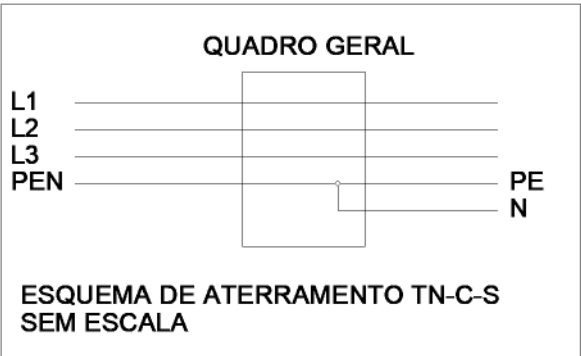 QUADRO GERAL
L1
L2
L3
PEN
PE
N
ESQUEMA DE ATERRAMENTO TN-C-S
SEM ESCALA